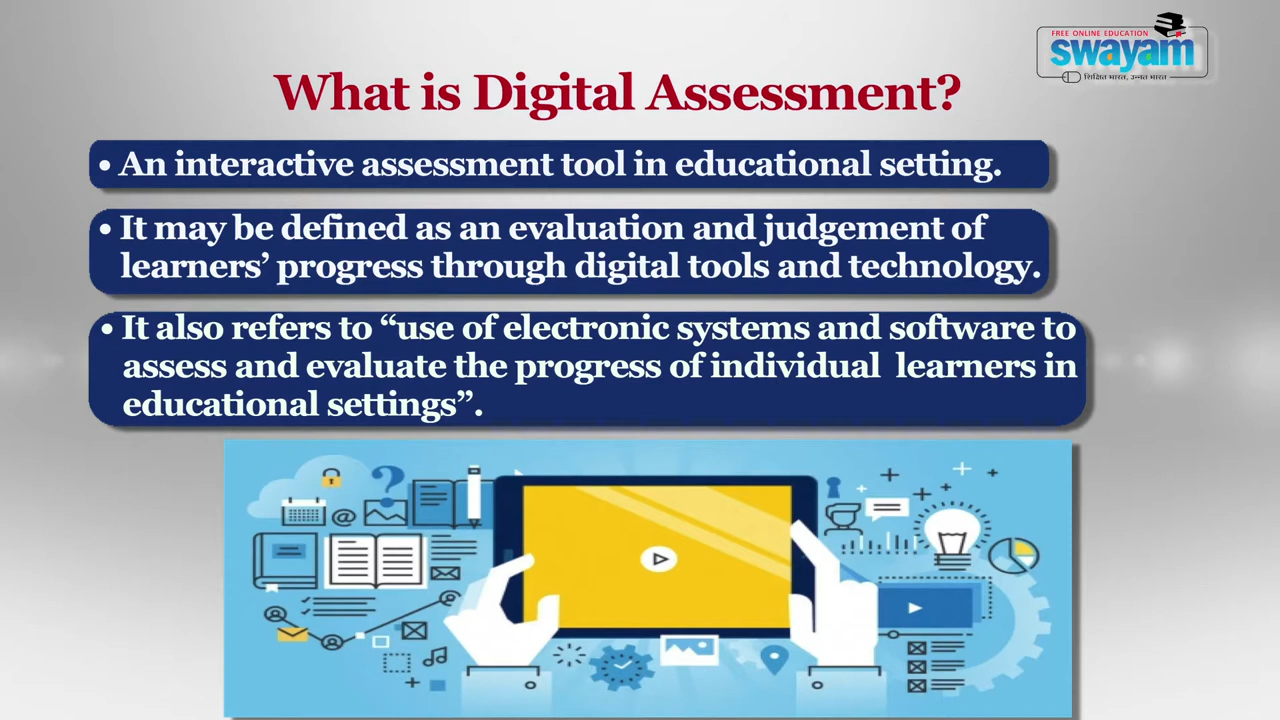 FREE ONLINE EDUCATION
swayam
शिक्षित भारत, उन्नत भारत
What is Digital Assessment?
• An interactive assessment tool in educational setting.
• It may be defined as an evaluation and judgement of
learners’ progress through digital tools and technology.
• It also refers to “use of electronic systems and software to
assess and evaluate the progress of individual learners in
educational settings”.